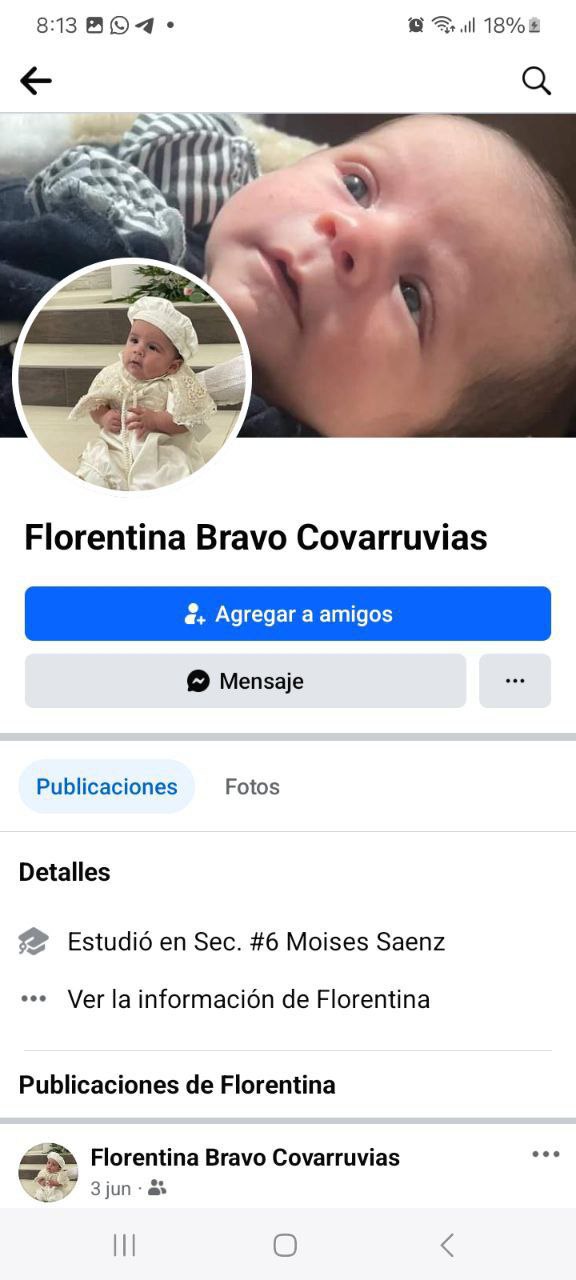 8:13
18%
Florentina Bravo Covarruvias
Agregar a amigos
Mensaje
Publicaciones
Fotos
Detalles
Estudió en Sec. #6 Moises Saenz
Ver la información de Florentina
Publicaciones de Florentina
Florentina Bravo Covarruvias
3 jun ·